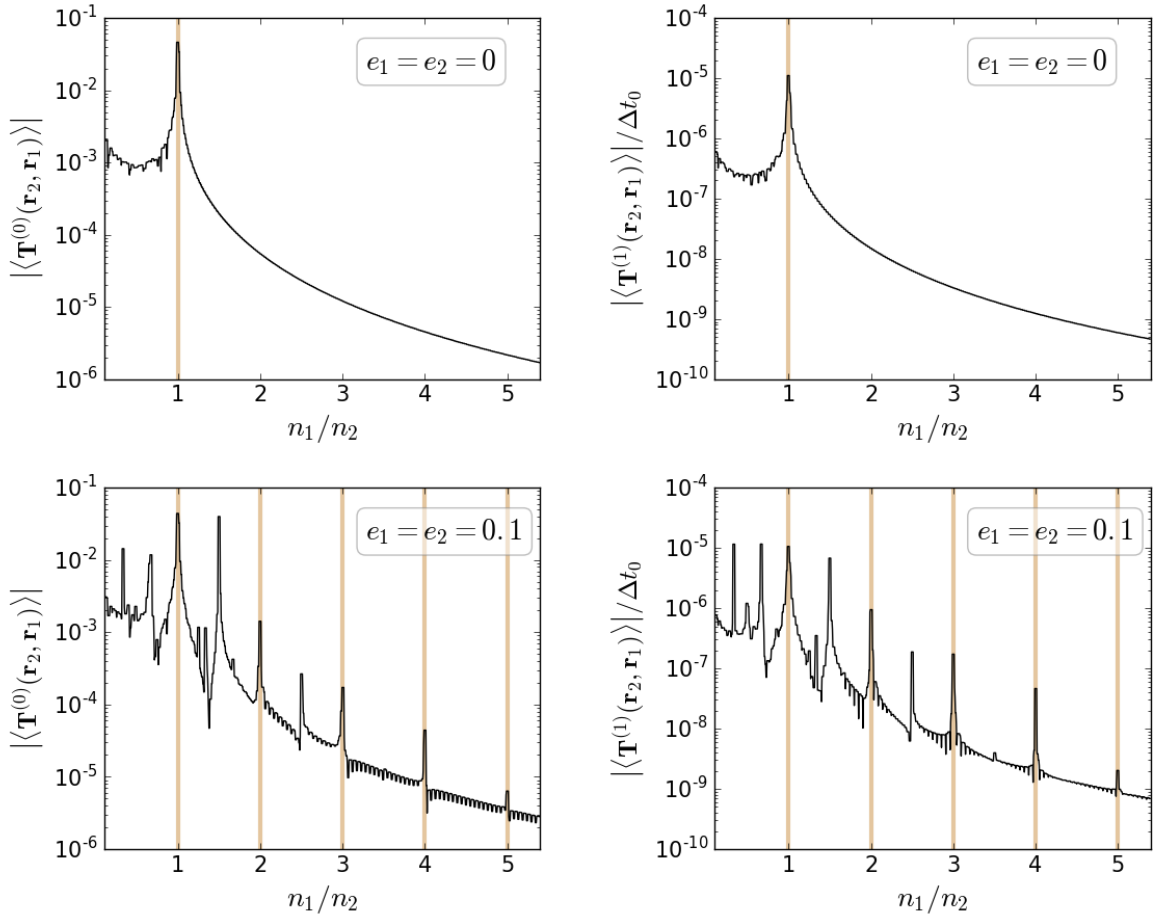 |⟨T^{(0)}(r_2, r_1)⟩|
10^{-1}
10^{-2}
10^{-3}
10^{-4}
10^{-5}
10^{-6}
e_1 = e_2 = 0
1 2 3 4 5
n_1/n_2
|⟨T^{(1)}(r_2, r_1)⟩|/Δt_0
10^{-4}
10^{-5}
10^{-6}
10^{-7}
10^{-8}
10^{-9}
10^{-10}
e_1 = e_2 = 0
1 2 3 4 5
n_1/n_2
|⟨T^{(0)}(r_2, r_1)⟩|
10^{-1}
10^{-2}
10^{-3}
10^{-4}
10^{-5}
10^{-6}
e_1 = e_2 = 0.1
1 2 3 4 5
n_1/n_2
|⟨T^{(1)}(r_2, r_1)⟩|/Δt_0
10^{-4}
10^{-5}
10^{-6}
10^{-7}
10^{-8}
10^{-9}
10^{-10}
e_1 = e_2 = 0.1
1 2 3 4 5
n_1/n_2